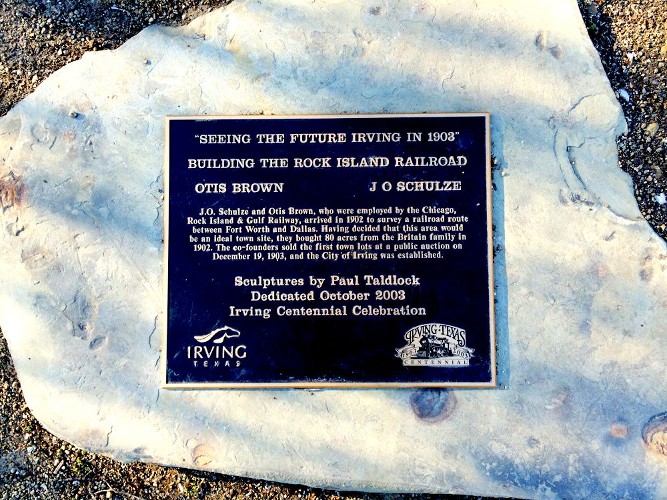 "SEEING THE FUTURE IRVING IN 1903"
BUILDING THE ROCK ISLAND RAILROAD
OTIS BROWN J O SCHULZE
J.O. Schulze and Otis Brown, who were employed by the Chicago,
Rock Island & Gulf Railway, arrived in 1902 to survey a railroad route
between Fort Worth and Dallas. Having decided that this area would
be an ideal town site, they bought 80 acres from the Britain family in
1902. The co-founders sold the first town lots at a public auction on
December 19, 1903, and the City of Irving was established.
Sculptures by Paul Taldlock
Dedicated October 2003
Irving Centennial Celebration
IRVING
TEXAS
IRVING·TEXAS
CENTENNIAL